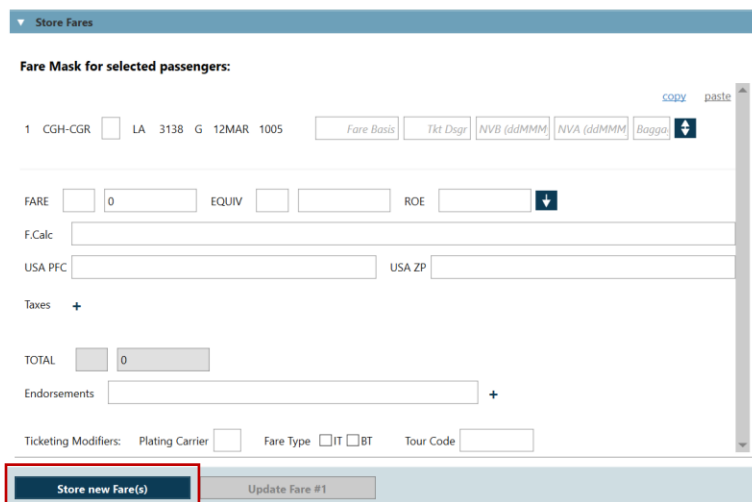 Store Fares
Fare Mask for selected passengers:
copy paste
1 CGH-CGR LA 3138 G 12MAR 1005 Fare Basis Tkt Dsgr NVB (ddMMM) NVA (ddMMM) Bagga
FARE 0 EQUIV ROE
F.Calc
USA PFC USA ZP
Taxes +
TOTAL 0
Endorsements +
Ticketing Modifiers: Plating Carrier Fare Type IT BT Tour Code
Store new Fare(s) Update Fare #1